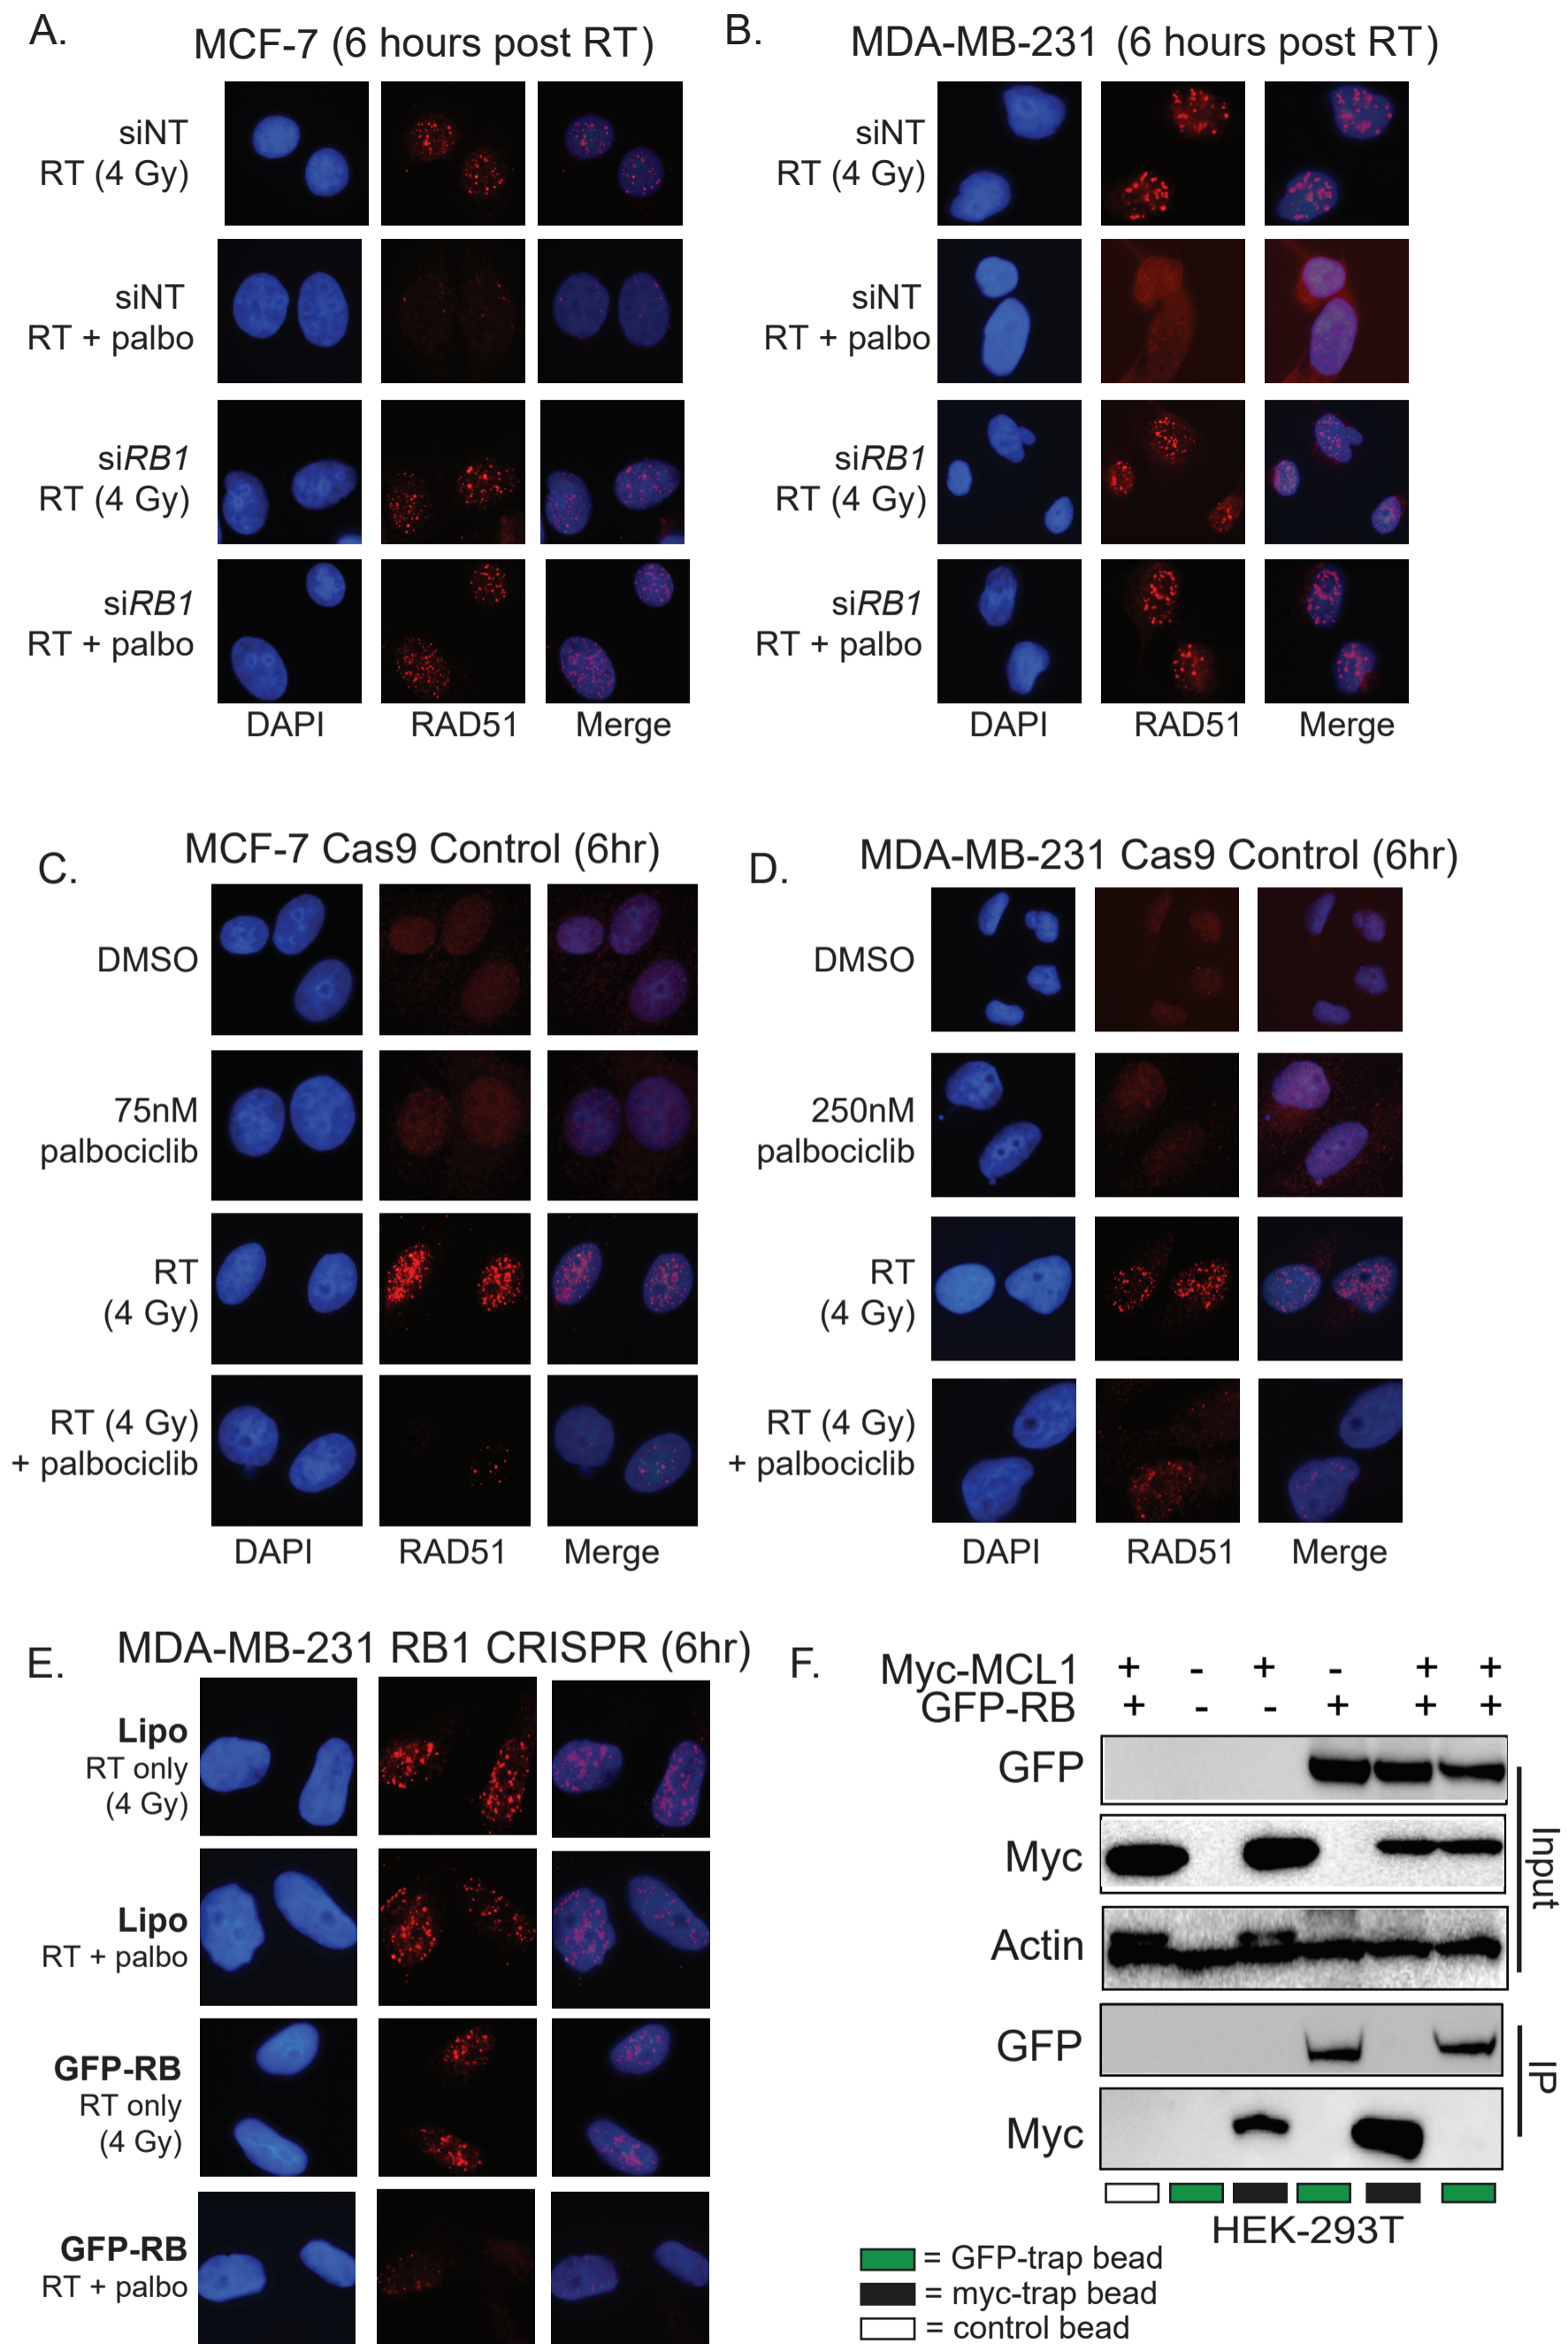 A.
MCF-7 (6 hours post RT)
siNT
RT (4 Gy)
siNT
RT + palbo
siRB1
RT (4 Gy)
siRB1
RT + palbo
DAPI
RAD51
Merge
B.
MDA-MB-231 (6 hours post RT)
siNT
RT (4 Gy)
siNT
RT + palbo
siRB1
RT (4 Gy)
siRB1
RT + palbo
DAPI
RAD51
Merge
C.
MCF-7 Cas9 Control (6hr)
DMSO
75nM
palbociclib
RT
(4 Gy)
RT (4 Gy)
+ palbociclib
DAPI
RAD51
Merge
D.
MDA-MB-231 Cas9 Control (6hr)
DMSO
250nM
palbociclib
RT
(4 Gy)
RT (4 Gy)
+ palbociclib
DAPI
RAD51
Merge
E.
MDA-MB-231 RB1 CRISPR (6hr)
Lipo
RT only
(4 Gy)
Lipo
RT + palbo
GFP-RB
RT only
(4 Gy)
GFP-RB
RT + palbo
F.
Myc-MCL1 + - + - + +
GFP-RB + - - + + +
GFP
Myc
Actin
Input
GFP
Myc
IP
HEK-293T
= GFP-trap bead
= myc-trap bead
= control bead